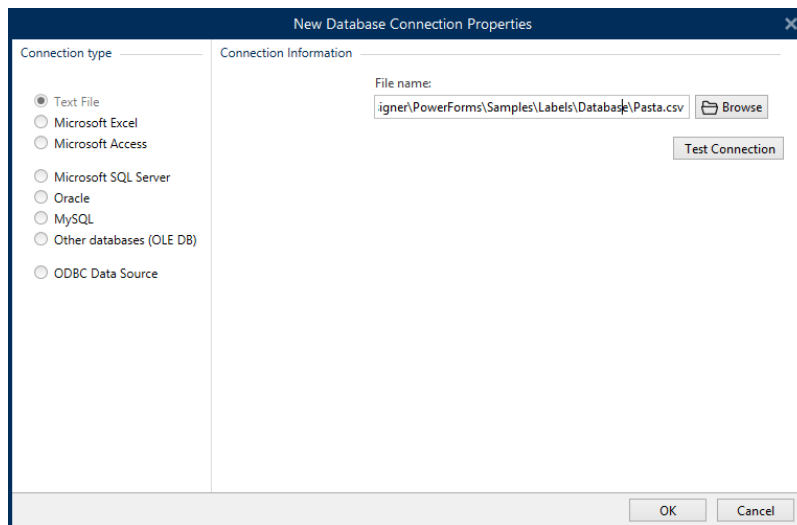 New Database Connection Properties
Connection type
Connection Information
Text File
Microsoft Excel
Microsoft Access
Microsoft SQL Server
Oracle
MySQL
Other databases (OLE DB)
ODBC Data Source
File name:
igner\PowerForms\Samples\Labels\Database\Pasta.csv
Browse
Test Connection
OK
Cancel